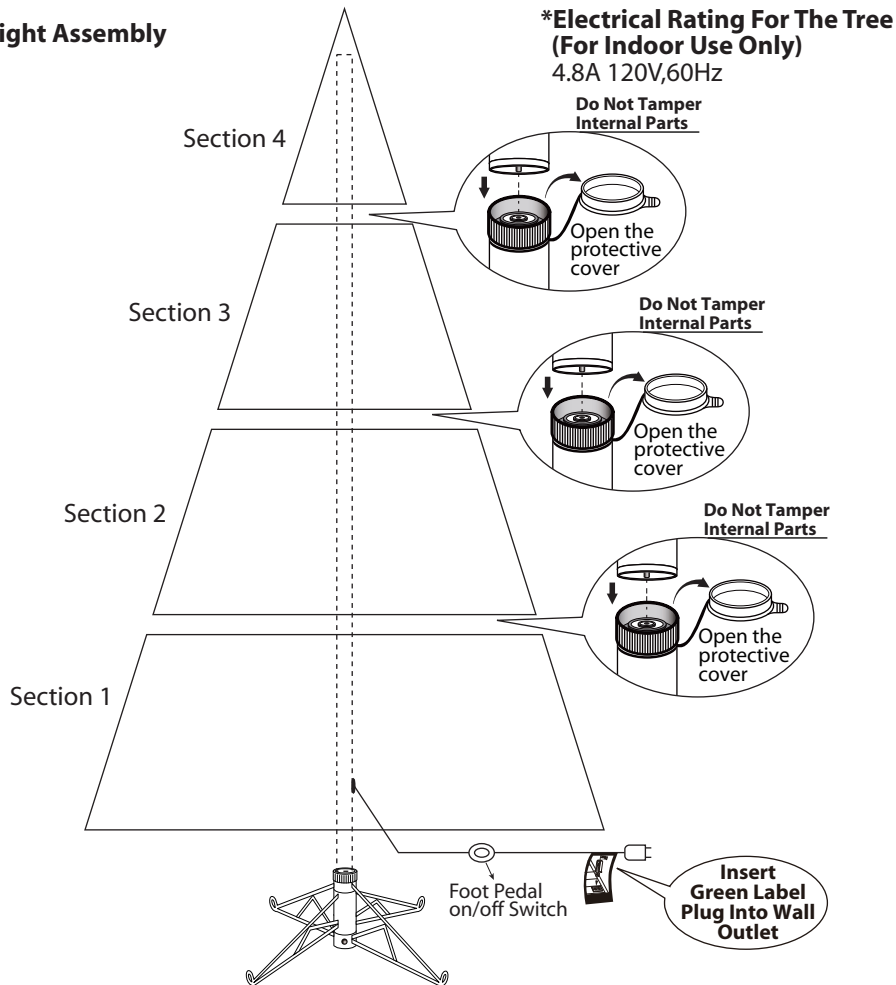 ight Assembly
*Electrical Rating For The Tree
(For Indoor Use Only)
4.8A 120V,60Hz
Do Not Tamper
Internal Parts
Section 4
Open the
protective
cover
Section 3
Do Not Tamper
Internal Parts
Open the
protective
cover
Section 2
Do Not Tamper
Internal Parts
Open the
protective
cover
Section 1
Foot Pedal
on/off Switch
Insert
Green Label
Plug Into Wall
Outlet